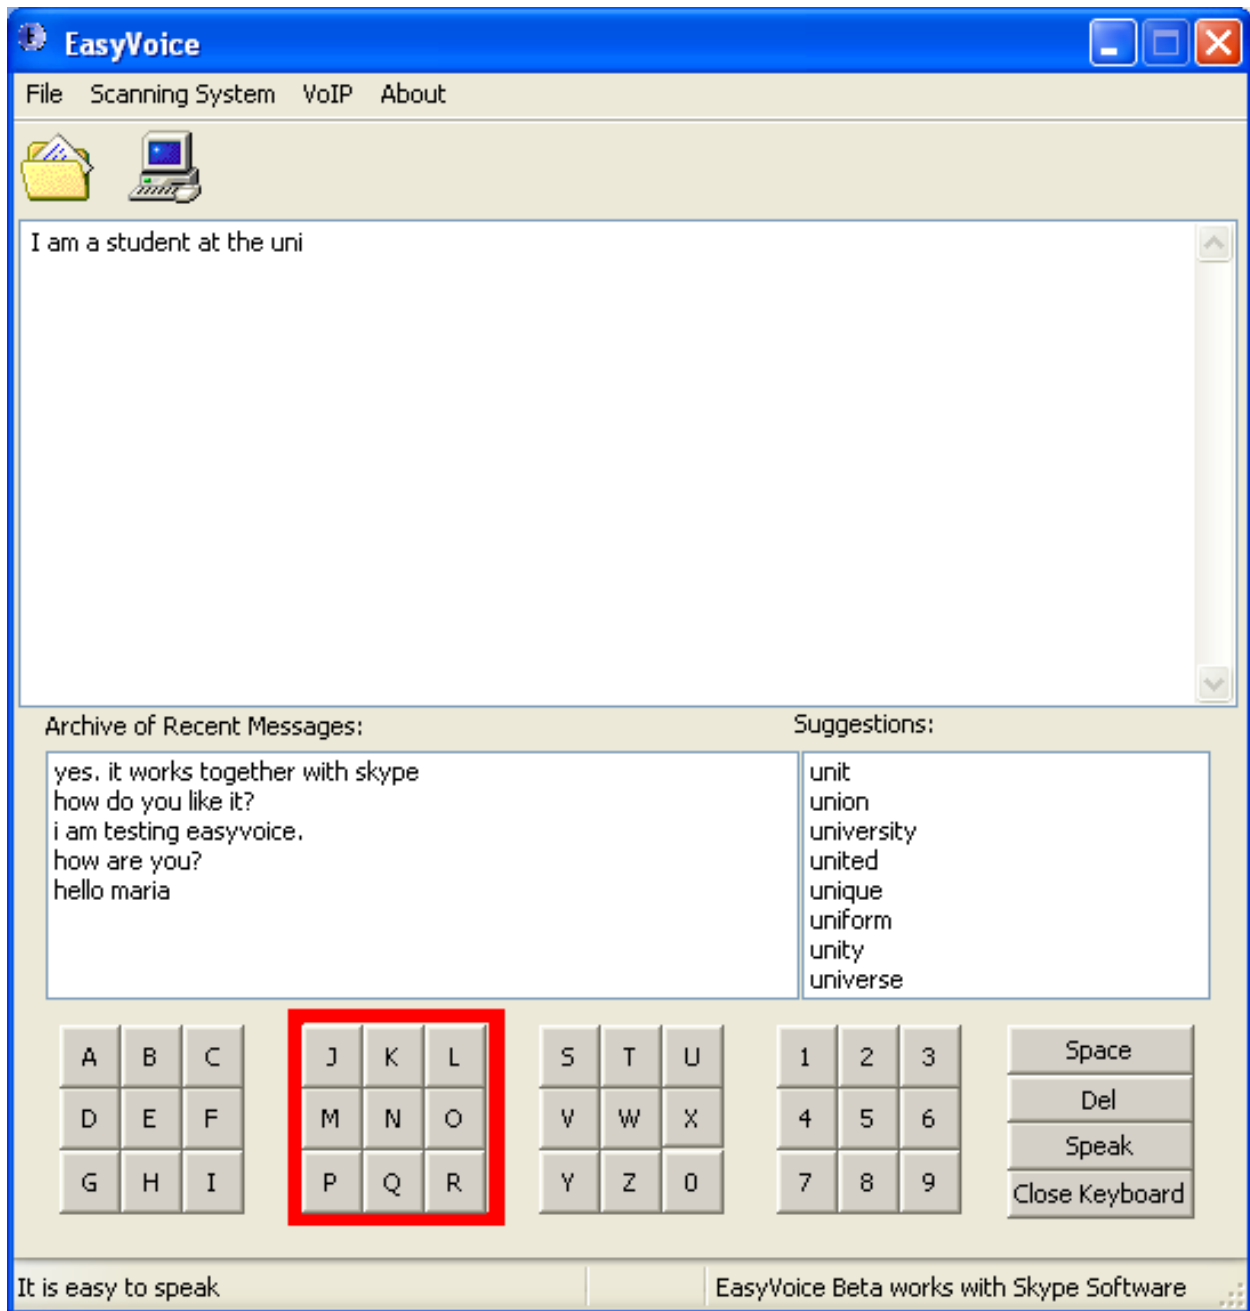 EasyVoice
File Scanning System VoIP About
I am a student at the uni
Archive of Recent Messages:
yes. it works together with skype
how do you like it?
i am testing easyvoice.
how are you?
hello maria
Suggestions:
unit
union
university
united
unique
uniform
unity
universe
A B C
D E F
G H I
J K L
M N O
P Q R
S T U
V W X
Y Z 0
1 2 3
4 5 6
7 8 9
Space
Del
Speak
Close Keyboard
It is easy to speak
EasyVoice Beta works with Skype Software